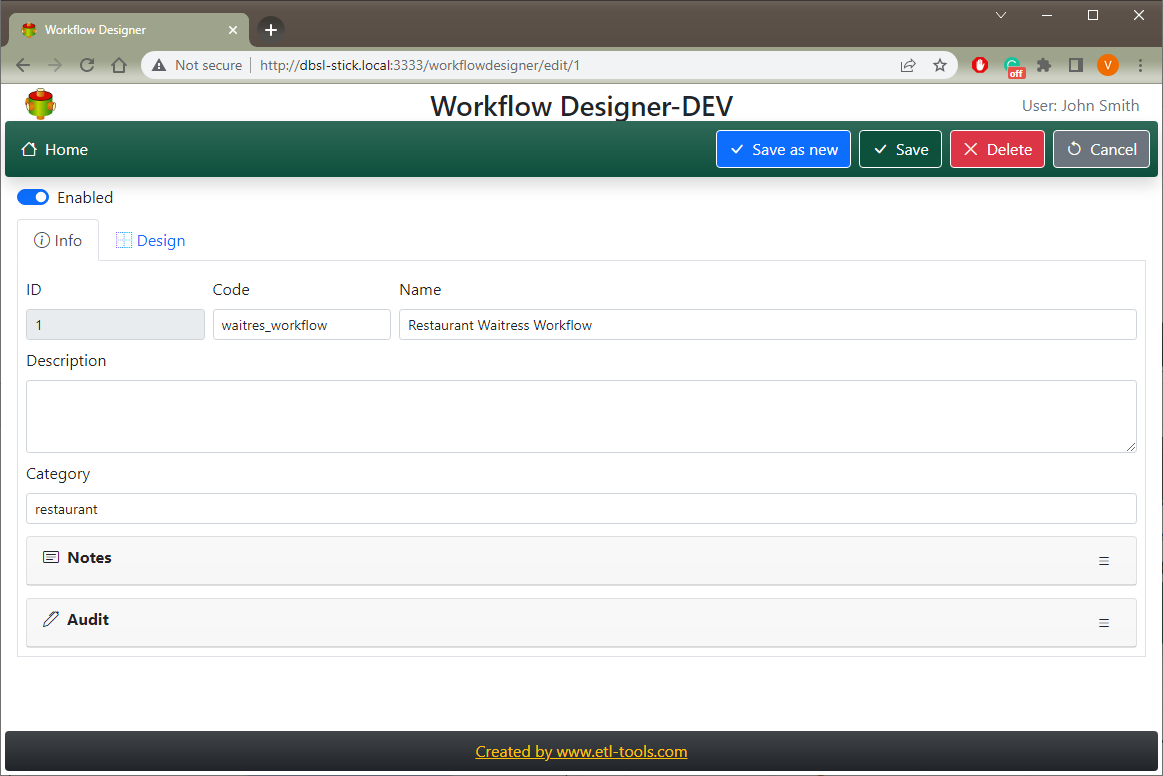 Workflow Designer
Not secure http://dbsl-stick.local:3333/workflowdesigner/edit/1
off
V
Workflow Designer-DEV
User: John Smith
Home Save as new Save Delete Cancel
Enabled
Info Design
ID Code Name
1 waitres_workflow Restaurant Waitress Workflow
Description
Category
restaurant
Notes
Audit
Created by www.etl-tools.com